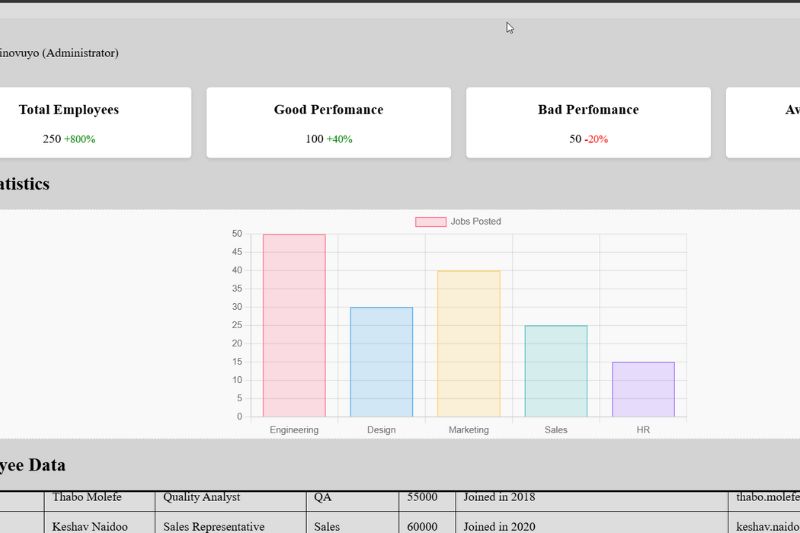 inovuyo (Administrator)
Total Employees
250 +800%
Good Perfomance
100 +40%
Bad Perfomance
50 -20%
Av
atistics
Jobs Posted
50
45
40
35
30
25
20
15
10
5
0
Engineering Design Marketing Sales HR
yee Data
Thabo Molefe Quality Analyst QA 55000 Joined in 2018 thabo.molefe
Keshav Naidoo Sales Representative Sales 60000 Joined in 2020 keshav.naido